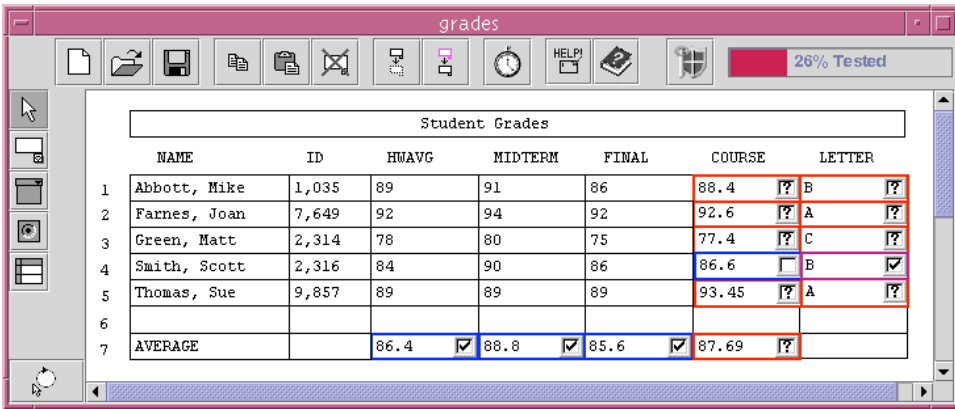 grades
HELP!
26% Tested
Student Grades
NAME ID HWAVG MIDTERM FINAL COURSE LETTER
1 Abbott, Mike 1,035 89 91 86 88.4 ? B ?
2 Farnes, Joan 7,649 92 94 92 92.6 ? A ?
3 Green, Matt 2,314 78 80 75 77.4 ? C ?
4 Smith, Scott 2,316 84 90 86 86.6 B
5 Thomas, Sue 9,857 89 89 89 93.45 ? A ?
6
7 AVERAGE 86.4 88.8 85.6 87.69 ?